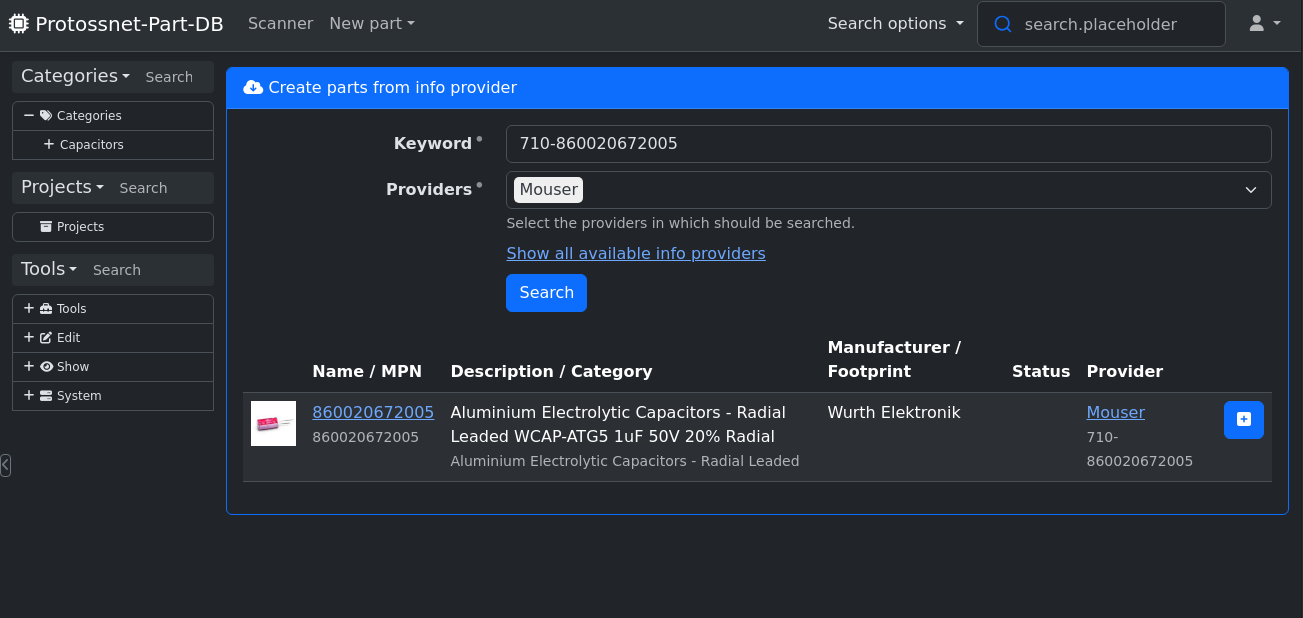 Protossnet-Part-DB Scanner New part Search options search.placeholder
Categories Search
Categories
Capacitors
Projects Search
Projects
Tools Search
Tools
Edit
Show
System
Create parts from info provider
Keyword 710-860020672005
Providers Mouser
Select the providers in which should be searched.
Show all available info providers
Search
Name / MPN Description / Category Manufacturer / Footprint Status Provider
860020672005
860020672005
Aluminium Electrolytic Capacitors - Radial
Leaded WCAP-ATG5 1uF 50V 20% Radial
Aluminium Electrolytic Capacitors - Radial Leaded
Wurth Elektronik
Mouser
710-
860020672005